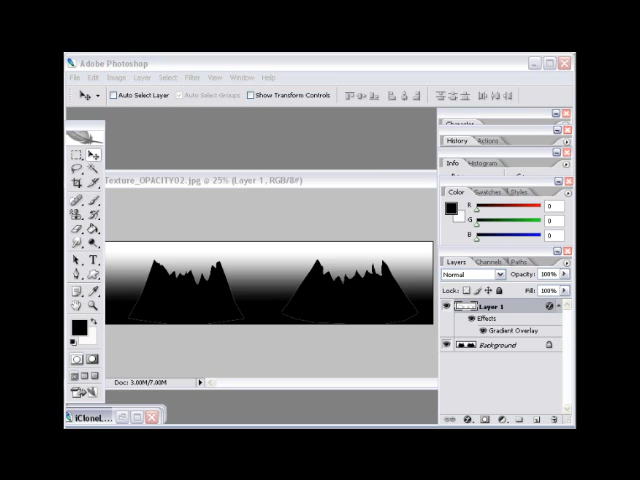 Adobe Photoshop
File Edit Image Layer Select Filter View Window Help
Auto Select Layer Auto Select Groups Show Transform Controls
Character
History Actions
Info Histogram
Texture_OPACITY02.jpg @ 25% (Layer 1, RGB/8#)
Color Swatches Styles
R 0
G 0
B 0
Layers Channels Paths
Normal Opacity: 100%
Lock: Fill: 100%
Layer 1
Effects
Gradient Overlay
Background
Doc: 3.00M/7.00M
iCloneL...